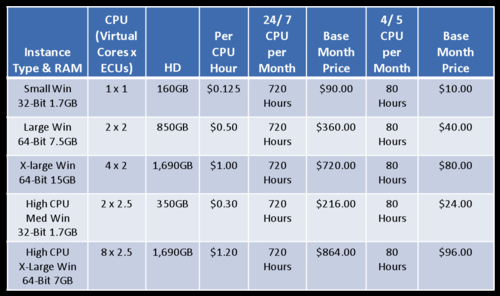 Instance Type & RAM | CPU (Virtual Cores x ECUs) | HD | Per CPU Hour | 24/ 7 CPU per Month | Base Month Price | 4/ 5 CPU per Month | Base Month Price
Small Win 32-Bit 1.7GB | 1 x 1 | 160GB | $0.125 | 720 Hours | $90.00 | 80 Hours | $10.00
Large Win 64-Bit 7.5GB | 2 x 2 | 850GB | $0.50 | 720 Hours | $360.00 | 80 Hours | $40.00
X-large Win 64-Bit 15GB | 4 x 2 | 1,690GB | $1.00 | 720 Hours | $720.00 | 80 Hours | $80.00
High CPU Med Win 32-Bit 1.7GB | 2 x 2.5 | 350GB | $0.30 | 720 Hours | $216.00 | 80 Hours | $24.00
High CPU X-Large Win 64-Bit 7GB | 8 x 2.5 | 1,690GB | $1.20 | 720 Hours | $864.00 | 80 Hours | $96.00